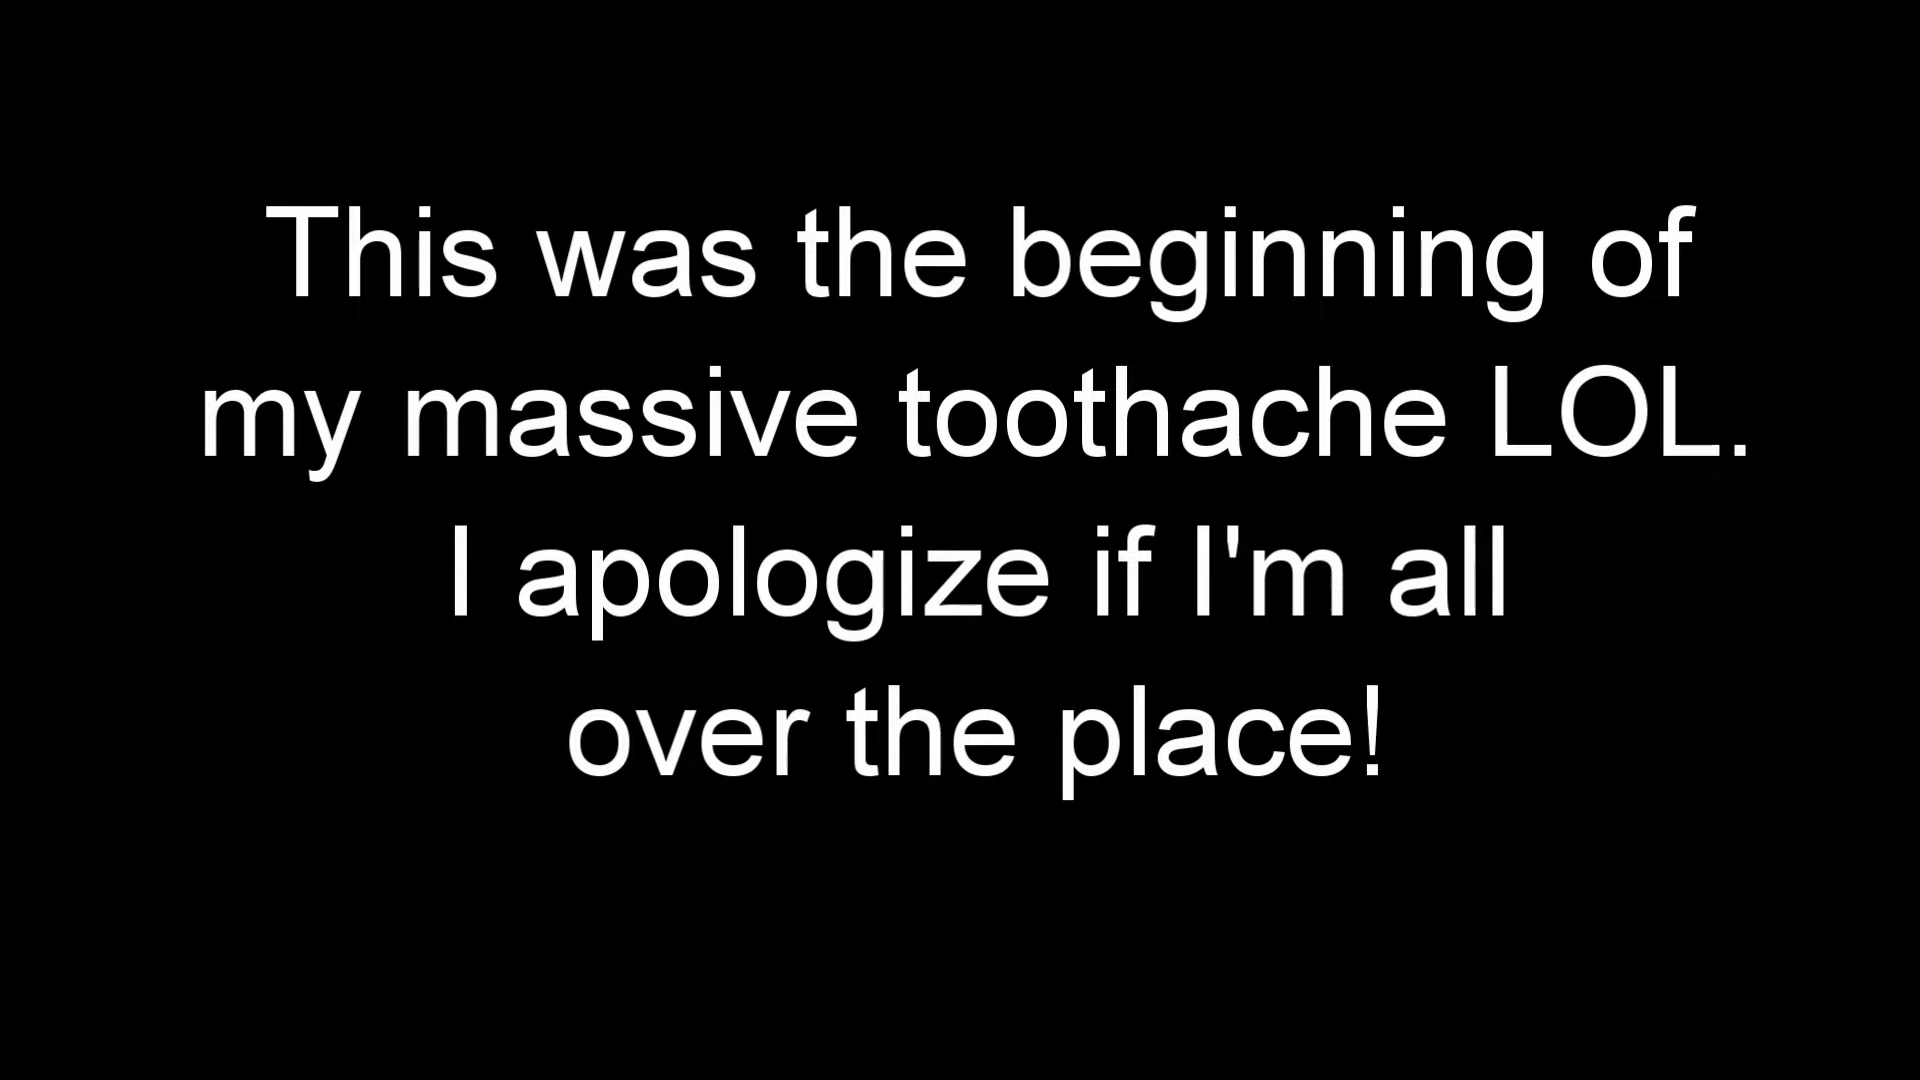 This was the beginning of
my massive toothache LOL.
I apologize if I'm all
over the place!